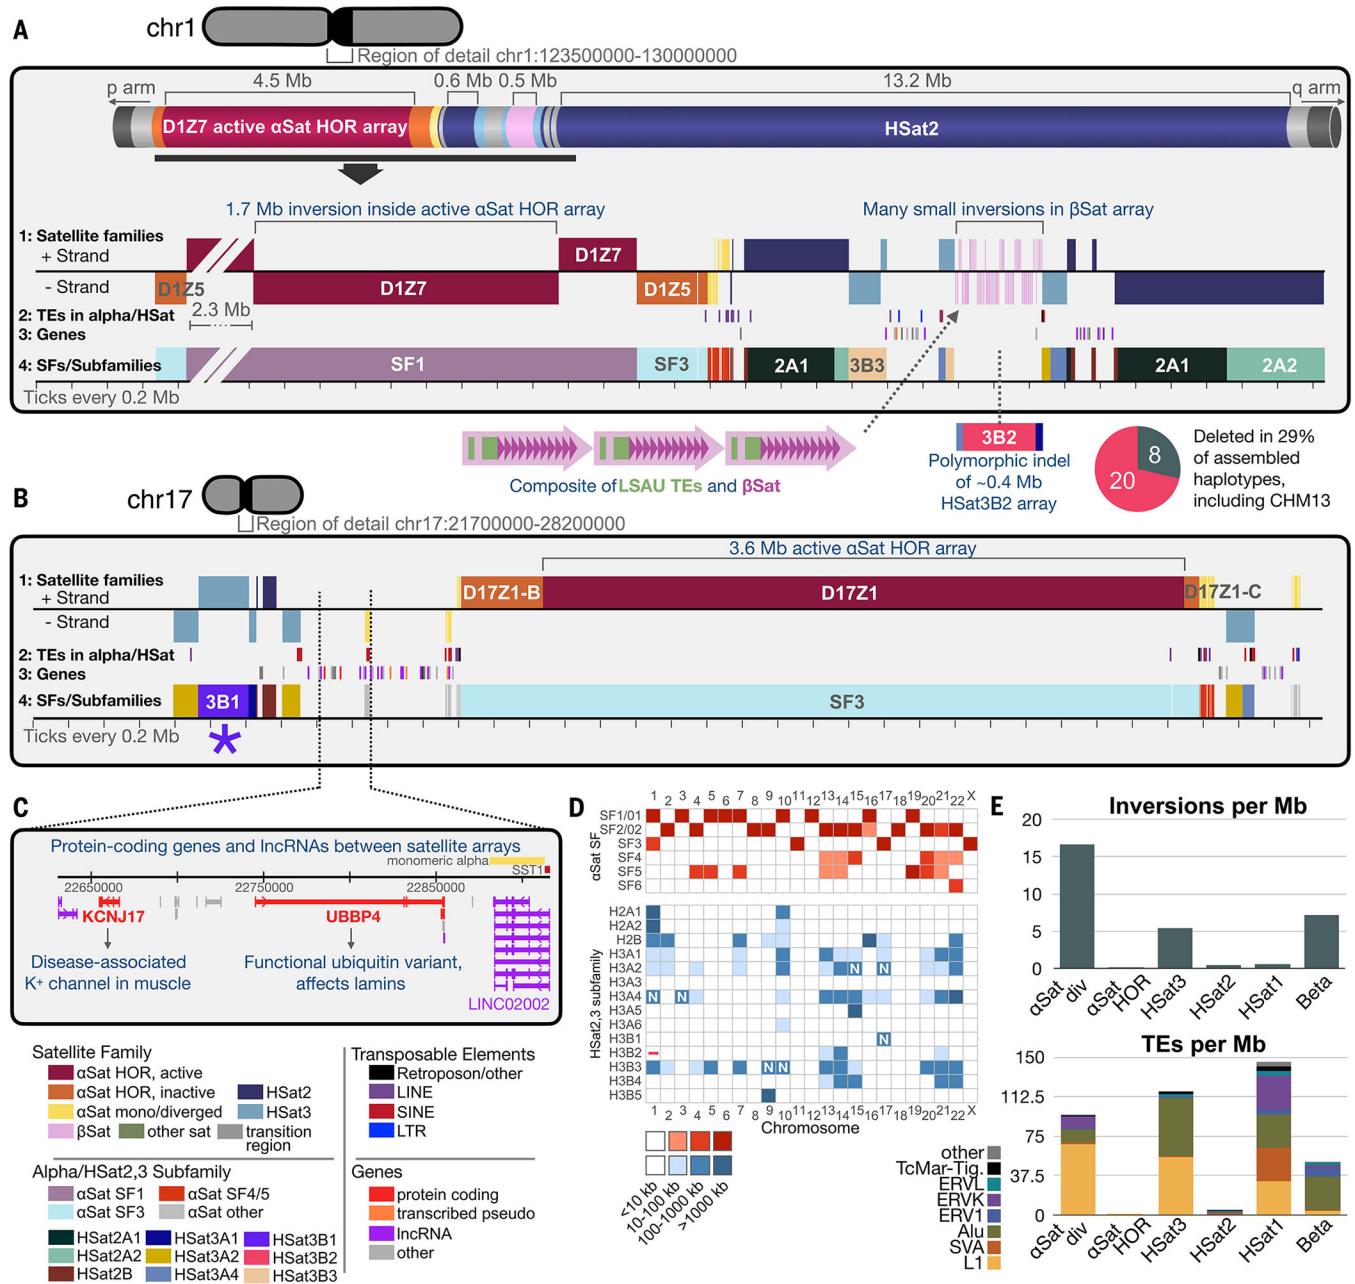 A
chr1
Region of detail chr1:123500000-130000000
p arm
4.5 Mb
0.6 Mb
0.5 Mb
13.2 Mb
q arm
D1Z7 active αSat HOR array
HSat2
1.7 Mb inversion inside active αSat HOR array
Many small inversions in βSat array
1: Satellite families
+ Strand
- Strand
D1Z5
D1Z7
D1Z7
D1Z5
2.3 Mb
2: TEs in alpha/HSat
3: Genes
4: SFs/Subfamilies
SF1
SF3
2A1
3B3
2A1
2A2
Ticks every 0.2 Mb
Composite of LSAU TEs and βSat
3B2
Polymorphic indel
of ~0.4 Mb
HSat3B2 array
8
20
Deleted in 29%
of assembled
haplotypes,
including CHM13
B
chr17
Region of detail chr17:21700000-28200000
3.6 Mb active αSat HOR array
1: Satellite families
+ Strand
- Strand
D17Z1-B
D17Z1
D17Z1-C
2: TEs in alpha/HSat
3: Genes
4: SFs/Subfamilies
3B1
SF3
Ticks every 0.2 Mb
*
C
Protein-coding genes and lncRNAs between satellite arrays
monomeric alpha
SST1
22650000
22750000
22850000
KCNJ17
UBBP4
Disease-associated
K+ channel in muscle
Functional ubiquitin variant,
affects lamins
LINC02002
Satellite Family
αSat HOR, active
αSat HOR, inactive
HSat2
αSat mono/diverged
HSat3
βSat
other sat
transition
region
Alpha/HSat2,3 Subfamily
αSat SF1
αSat SF4/5
αSat SF3
αSat other
HSat2A1
HSat3A1
HSat3B1
HSat2A2
HSat3A2
HSat3B2
HSat2B
HSat3A4
HSat3B3
Transposable Elements
Retroposon/other
LINE
SINE
LTR
Genes
protein coding
transcribed pseudo
lncRNA
other
D
1 2 3 4 5 6 7 8 9 10 11 12 13 14 15 16 17 18 19 20 21 22 X
αSat SF
SF1/01
SF2/02
SF3
SF4
SF5
SF6
HSat2,3 subfamily
H2A1
H2A2
H2B
H3A1
H3A2
N N
H3A3
H3A4
N N
H3A5
H3A6
H3B1
N
H3B2
H3B3
N N
H3B4
H3B5
1 2 3 4 5 6 7 8 9 10 11 12 13 14 15 16 17 18 19 20 21 22 X
Chromosome
<10 kb
10-100 kb
100-1000 kb
>1000 kb
E
Inversions per Mb
20
15
10
5
0
αSat
div
αSat
HOR
HSat3
HSat2
HSat1
Beta
TEs per Mb
150
112.5
75
37.5
0
other
TcMar-Tig.
ERVL
ERVK
ERV1
Alu
SVA
L1
αSat
div
αSat
HOR
HSat3
HSat2
HSat1
Beta